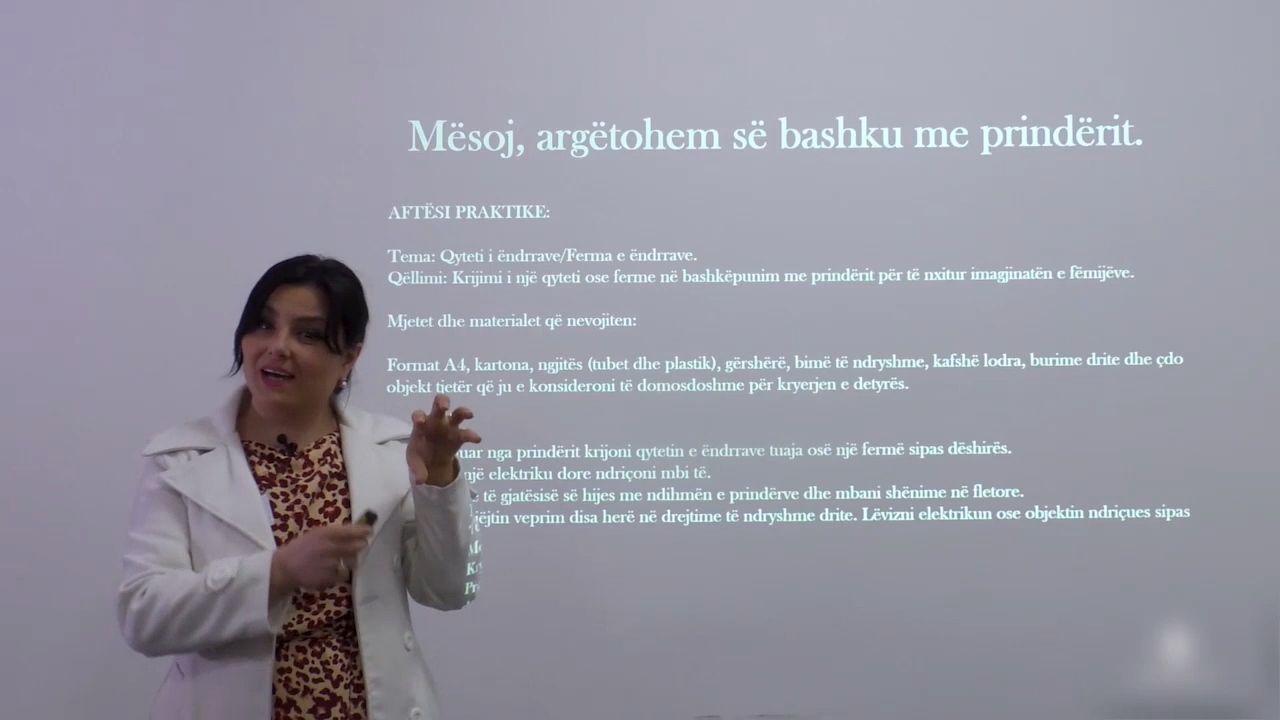 Mësoj, argëtohem së bashku me prindërit.
AFTËSI PRAKTIKE:
Tema: Qyteti i ëndrrave/Ferma e ëndrrave.
Qëllimi: Krijimi i një qyteti ose ferme në bashkëpunim me prindërit për të nxitur imagjinatën e fëmijëve.
Mjetet dhe materialet që nevojiten:
Format A4, kartona, ngjitës (tubet dhe plastik), gërshërë, bimë të ndryshme, kafshë lodra, burime drite dhe çdo
objekt tjetër që ju e konsideroni të domosdoshme për kryerjen e detyrës.
nga prindërit krijoni qytetin e ëndrrave tuaja osë një fermë sipas dëshirës.
një elektriku dore ndriçoni mbi të.
të gjatësisë së hijes me ndihmën e prindërve dhe mbani shënime në fletore.
veprim disa herë në drejtime të ndryshme drite. Lëvizni elektrikun ose objektin ndriçues sipas